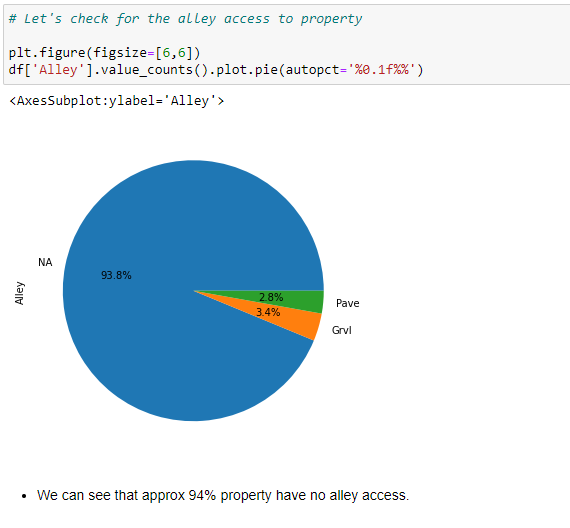 # Let's check for the alley access to property
plt.figure(figsize=[6,6])
df['Alley'].value_counts().plot.pie(autopct='%0.1f%%')
<AxesSubplot:ylabel='Alley'>
NA
93.8%
Alley
2.8%
Pave
3.4%
Grvl
• We can see that approx 94% property have no alley access.